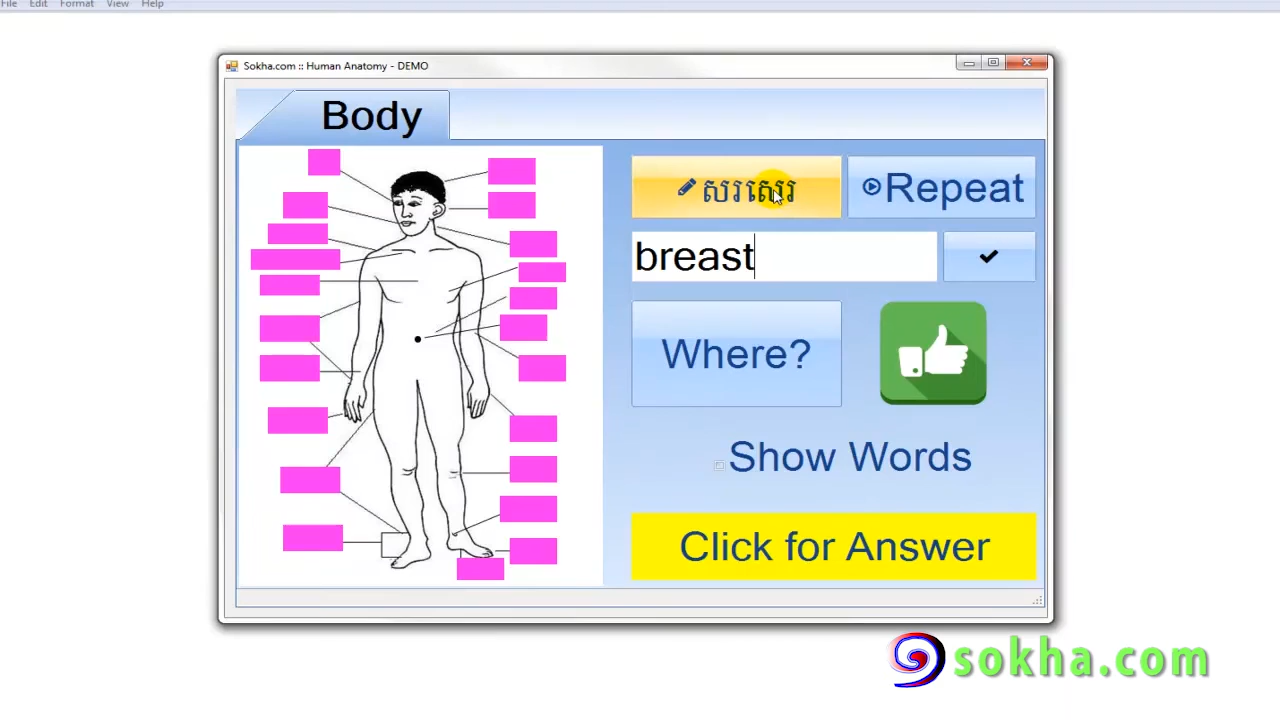 File Edit Format View Help
Sokha.com :: Human Anatomy - DEMO
Body
សរសេរ Repeat
breast
Where?
Show Words
Click for Answer
sokha.com